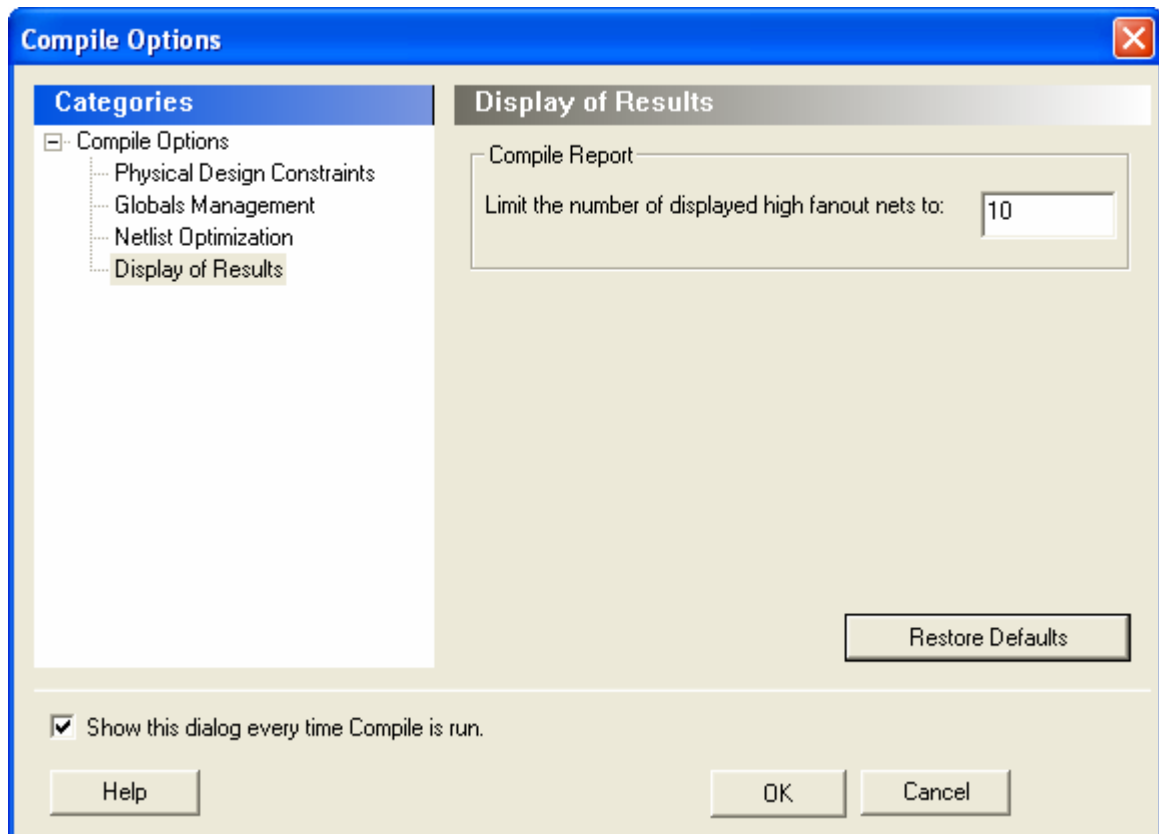 Compile Options
Categories
Compile Options
Physical Design Constraints
Globals Management
Netlist Optimization
Display of Results
Display of Results
Compile Report
Limit the number of displayed high fanout nets to: 10
Restore Defaults
Show this dialog every time Compile is run.
Help
OK
Cancel